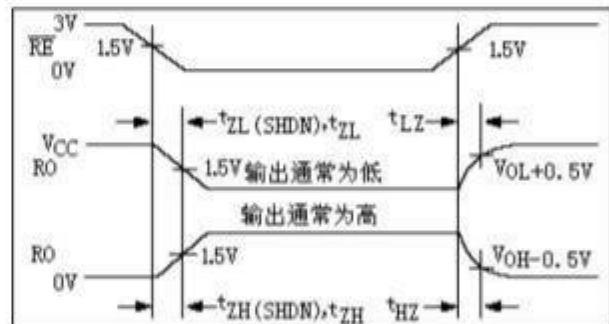 3V
RE
1.5V
1.5V
0V
tZL(SHDN),tZL
tLZ
VCC
RO
1.5V
输出通常为低
VOL+0.5V
输出通常为高
RO
1.5V
VOH-0.5V
0V
tZH(SHDN),tZH
tHZ